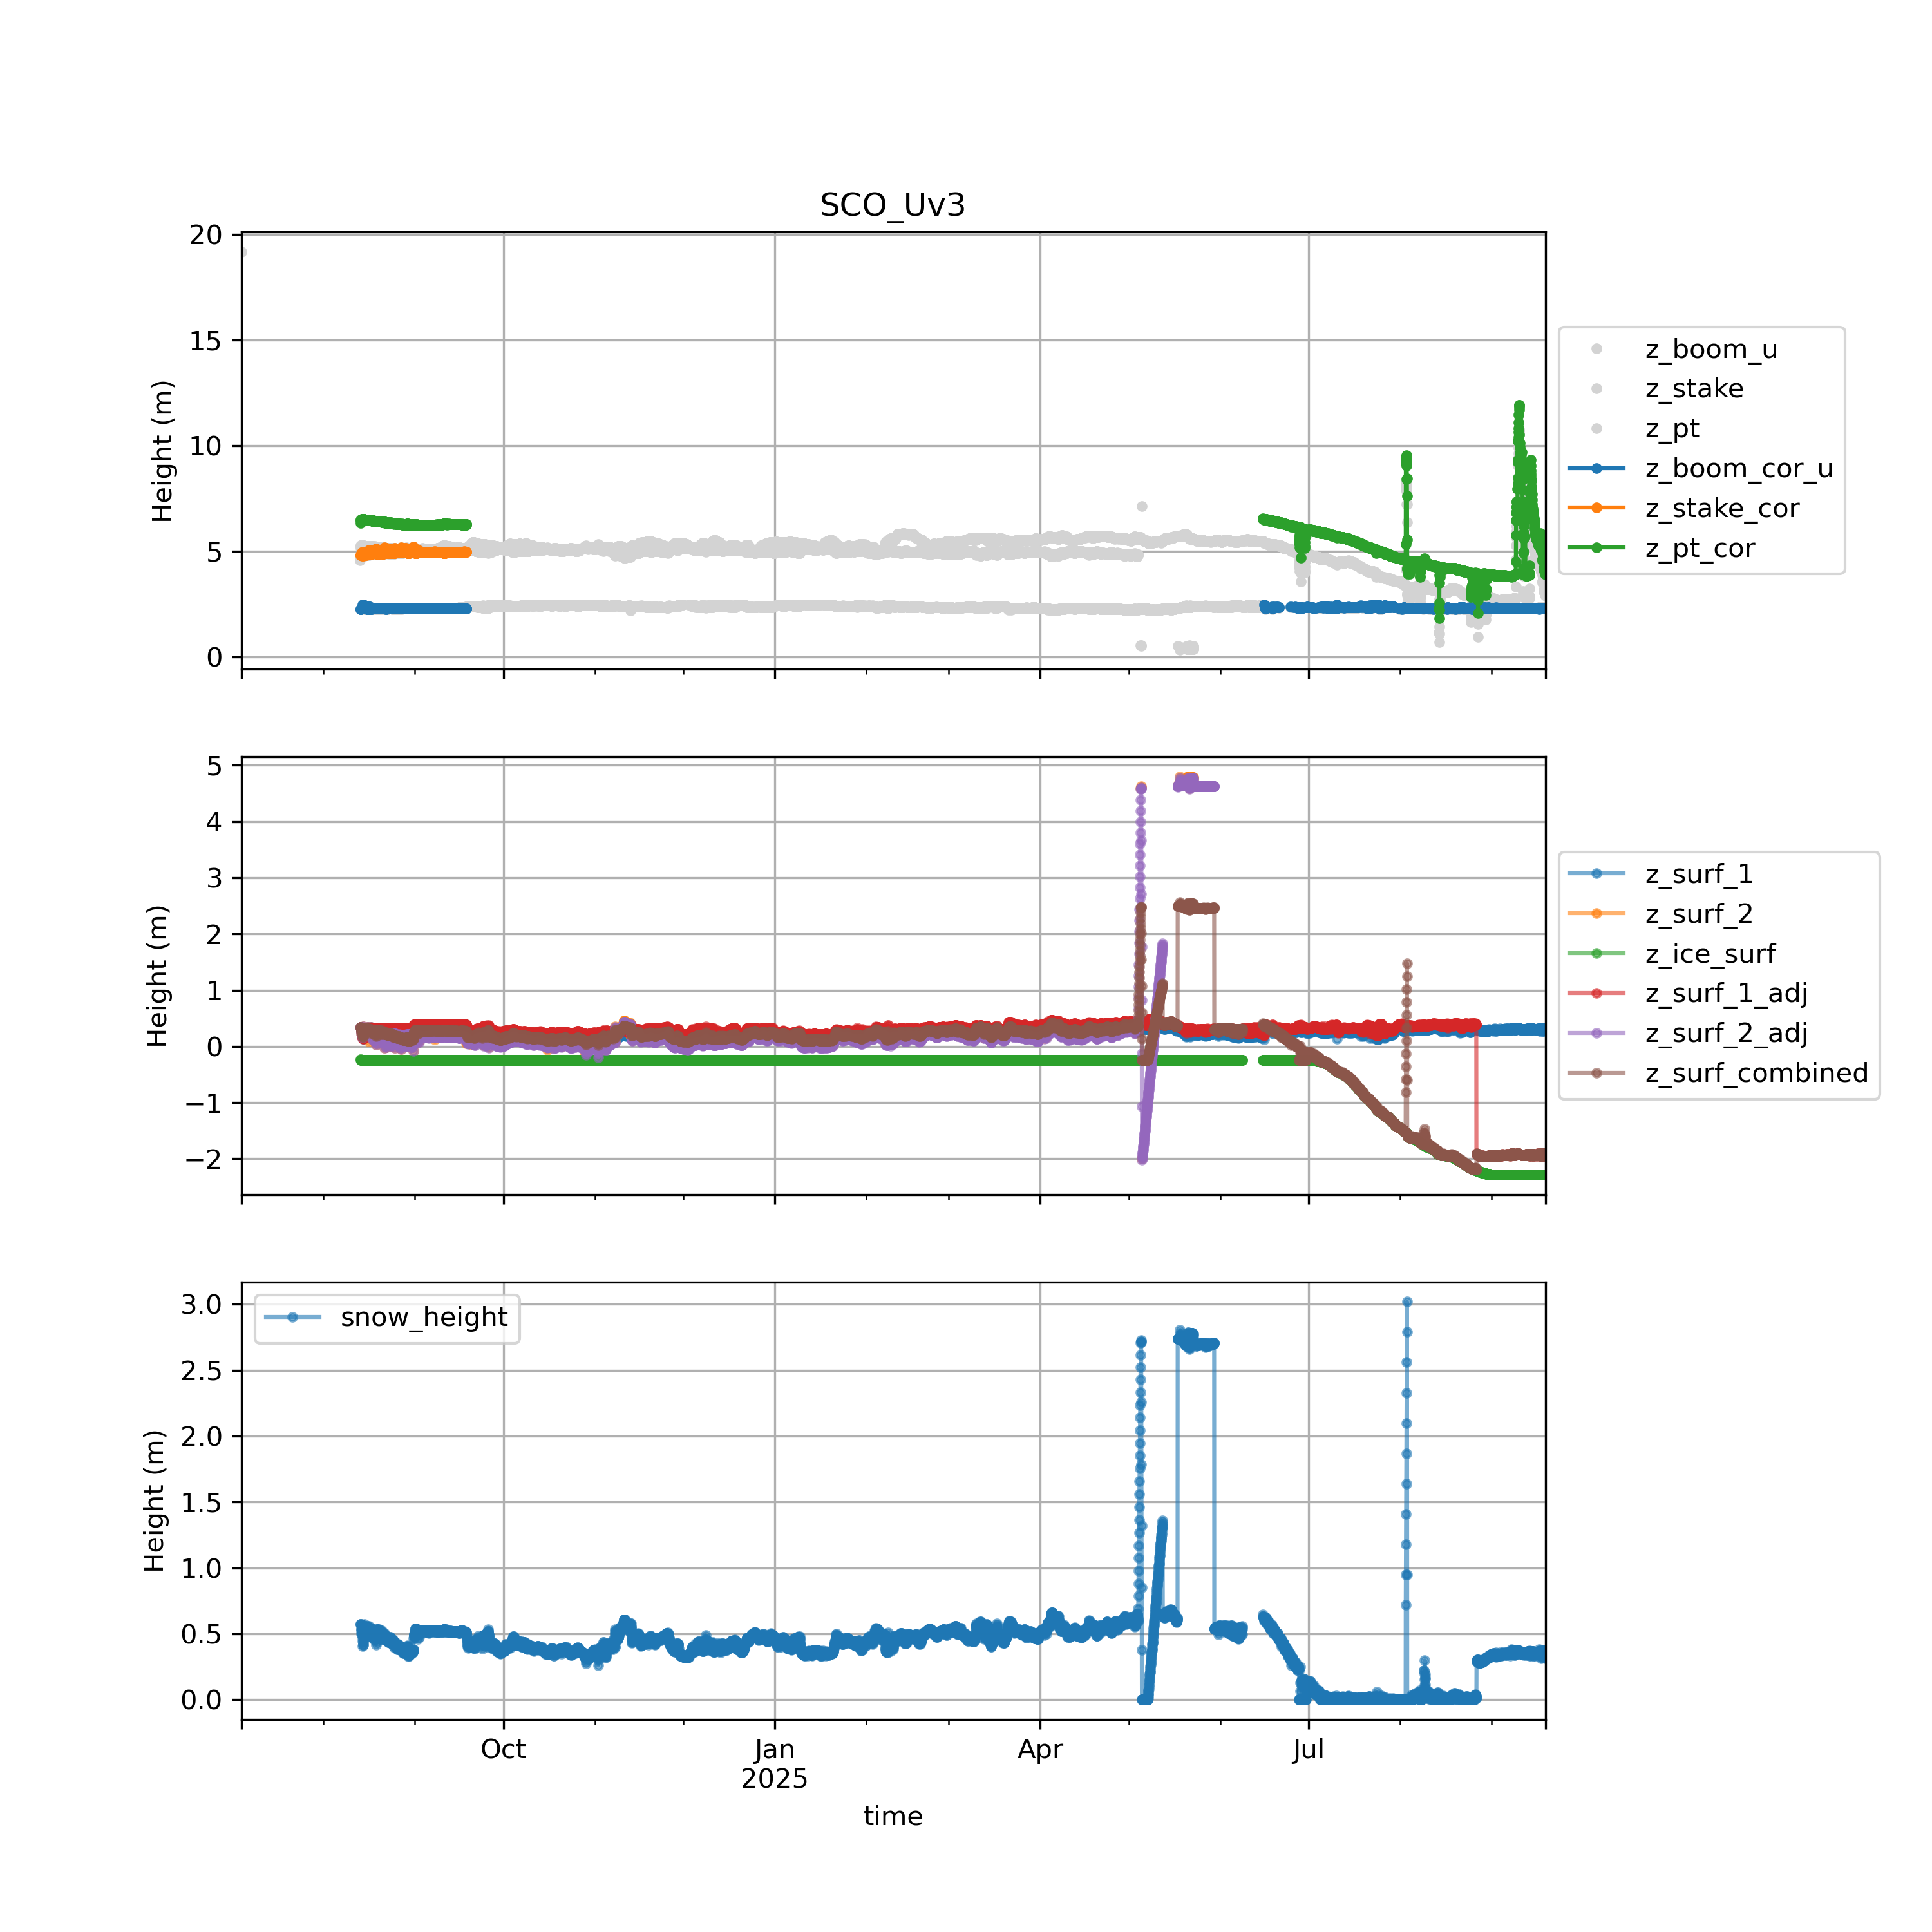 SCO_Uv3
20
15
10
5
0
Height (m)
z_boom_u
z_stake
z_pt
z_boom_cor_u
z_stake_cor
z_pt_cor
5
4
3
2
1
0
−1
−2
Height (m)
z_surf_1
z_surf_2
z_ice_surf
z_surf_1_adj
z_surf_2_adj
z_surf_combined
3.0
2.5
2.0
1.5
1.0
0.5
0.0
Height (m)
snow_height
Oct
Jan
2025
Apr
Jul
time